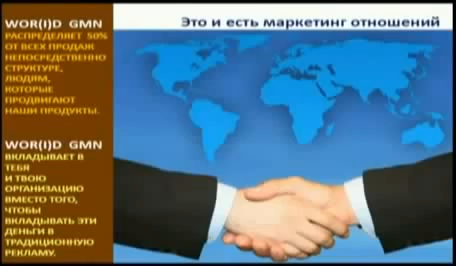 WOR(I)D GMN
РАСПРЕДЕЛЯЕТ 50%
ОТ ВСЕХ ПРОДАЖ
НЕПОСРЕДСТВЕННО
СТРУКТУРЕ,
ЛЮДЯМ,
КОТОРЫЕ
ПРОДВИГАЮТ
НАШИ ПРОДУКТЫ.
WOR(I)D GMN
ВКЛАДЫВАЕТ В
ТЕБЯ
И ТВОЮ
ОРГАНИЗАЦИЮ
ВМЕСТО ТОГО,
ЧТОБЫ
ВКЛАДЫВАТЬ ЭТИ
ДЕНЬГИ В
ТРАДИЦИОННУЮ
РЕКЛАМУ.
Это и есть маркетинг отношений